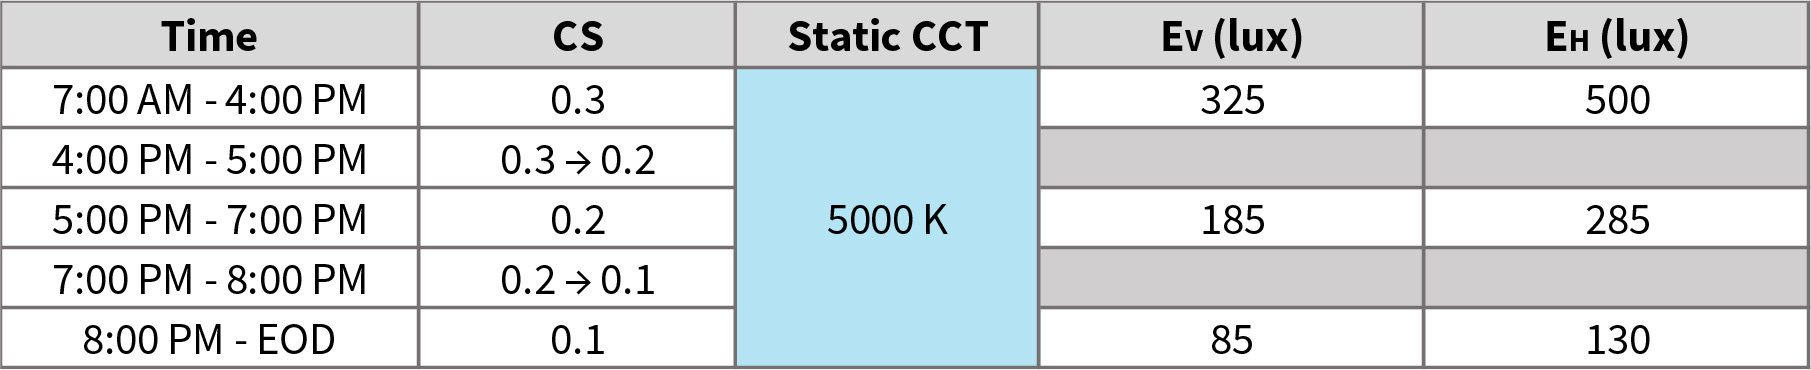 Time CS Static CCT EV (lux) EH (lux)
7:00 AM - 4:00 PM 0.3 325 500
4:00 PM - 5:00 PM 0.3 → 0.2
5:00 PM - 7:00 PM 0.2 5000 K 185 285
7:00 PM - 8:00 PM 0.2 → 0.1
8:00 PM - EOD 0.1 85 130